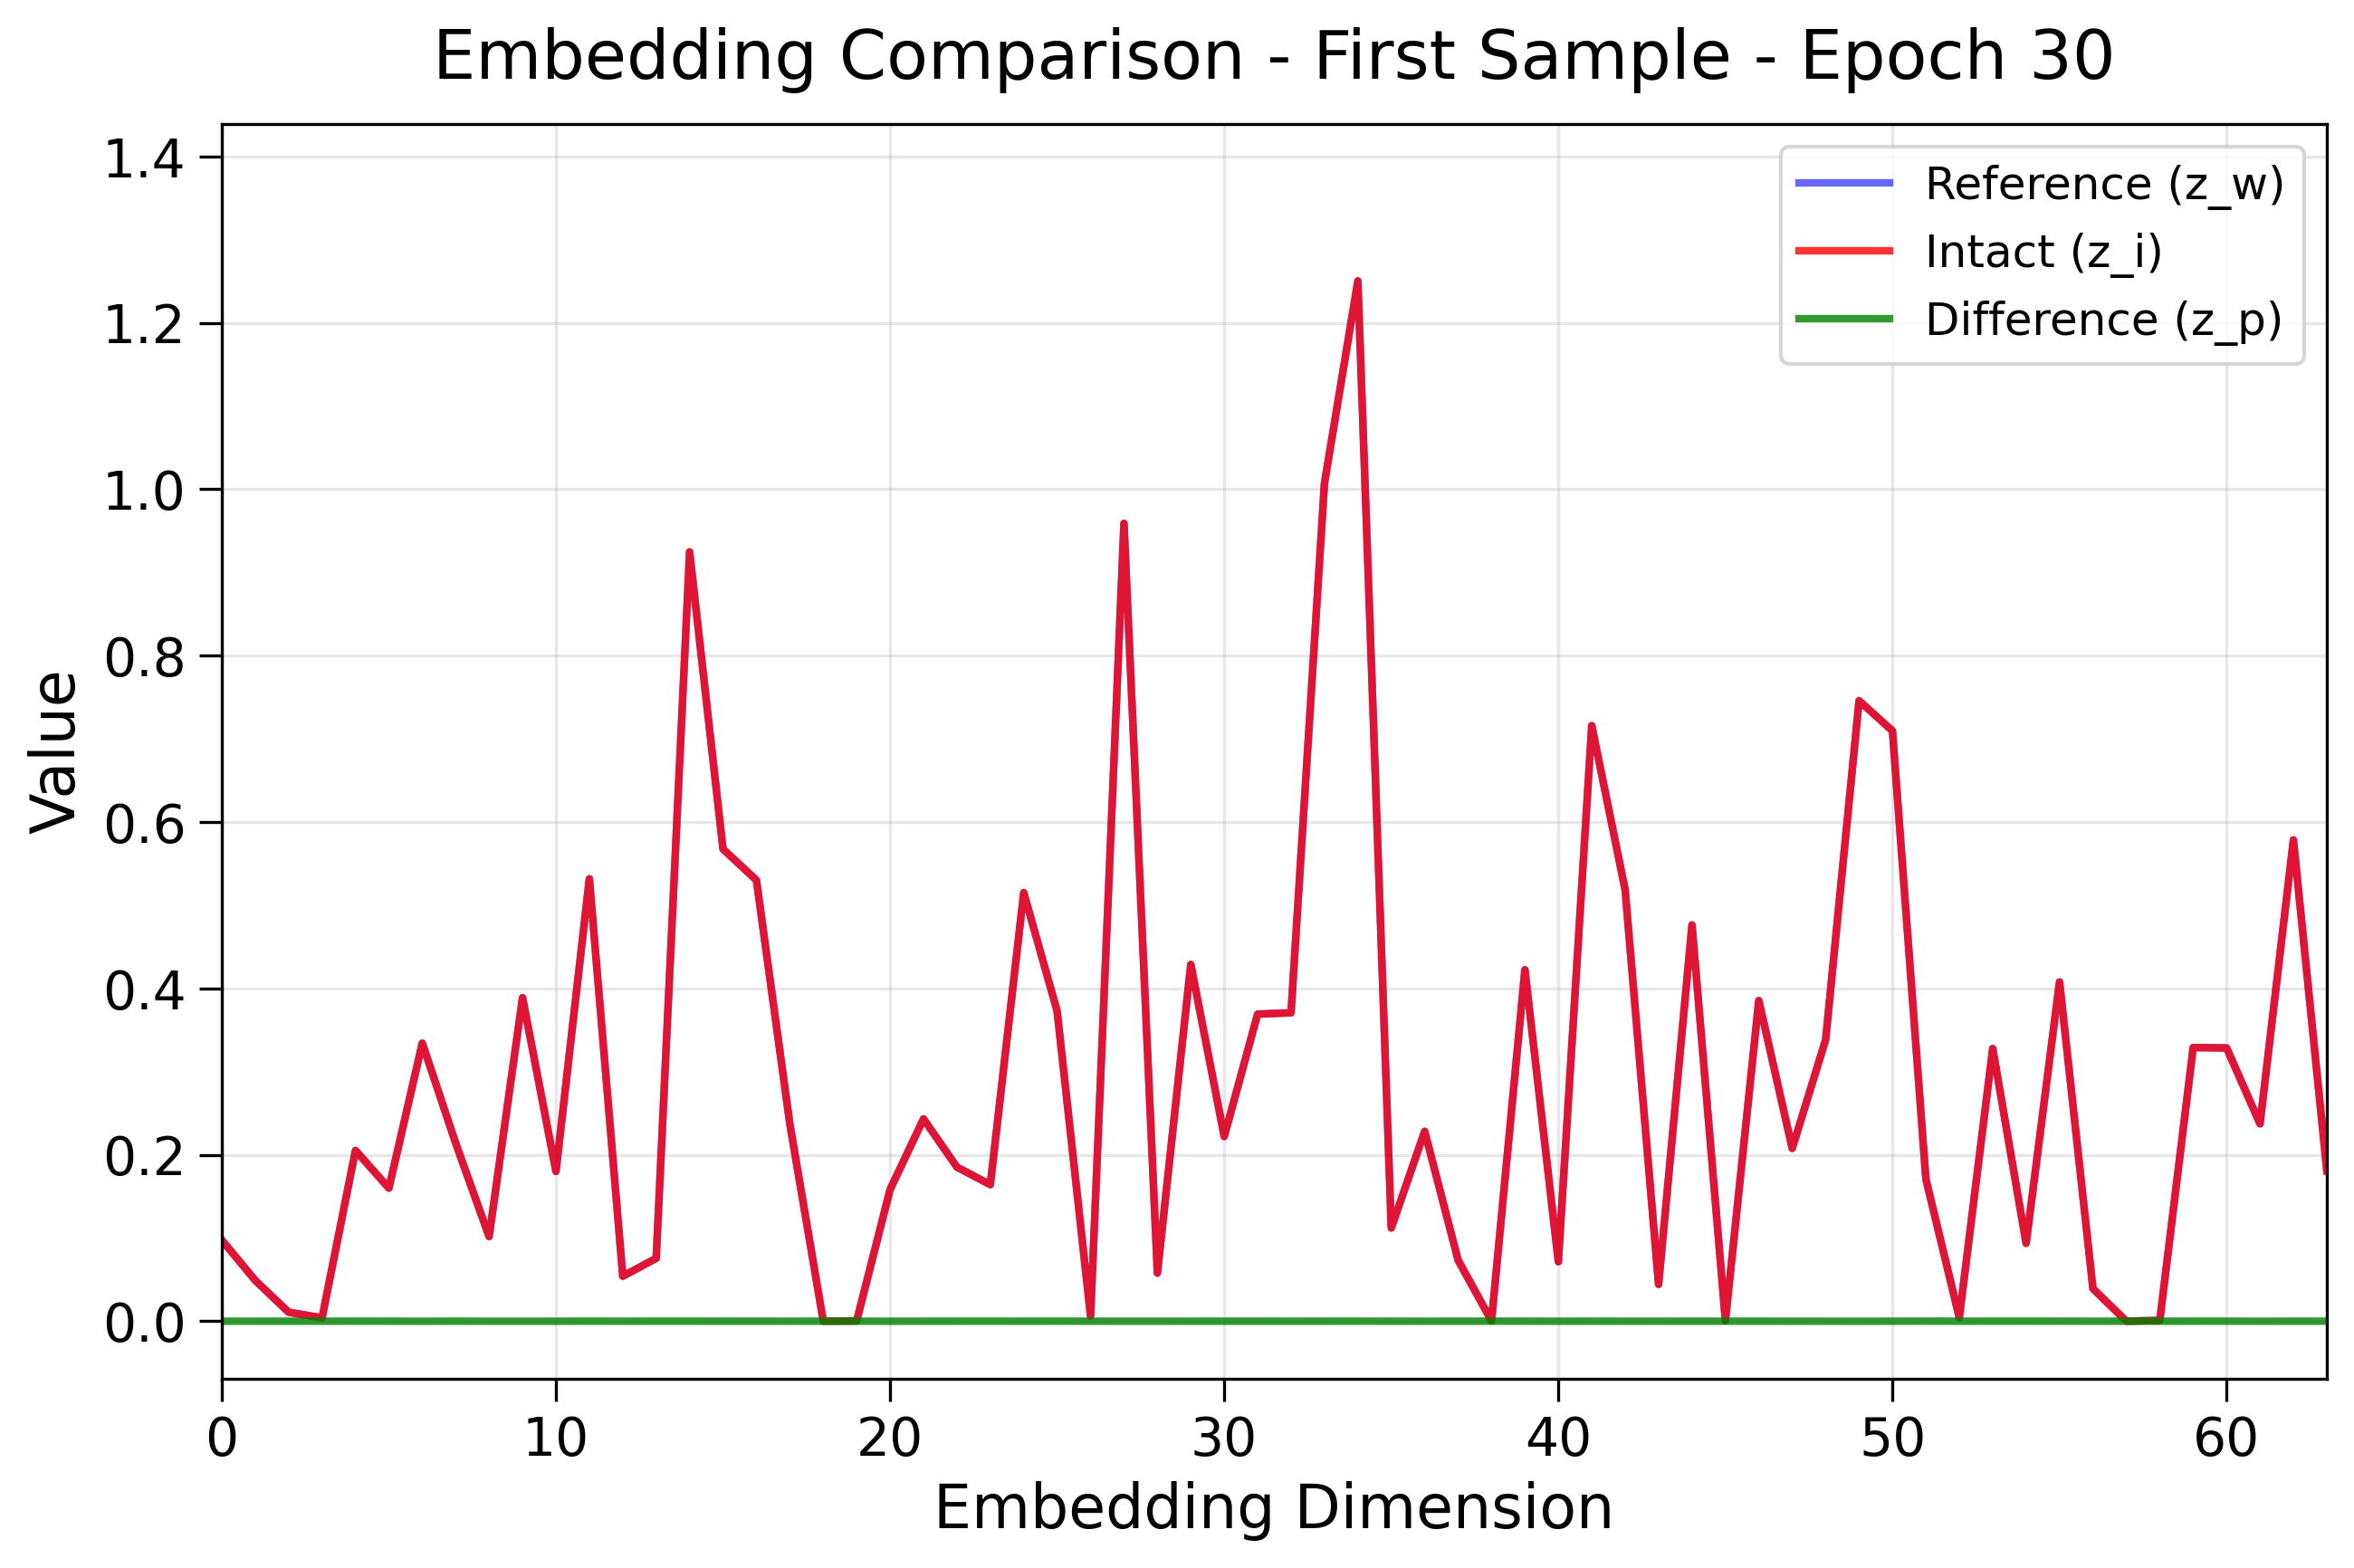 Embedding Comparison - First Sample - Epoch 30
Reference (z_w)
Intact (z_i)
Difference (z_p)
Value
1.4
1.2
1.0
0.8
0.6
0.4
0.2
0.0
0 10 20 30 40 50 60
Embedding Dimension